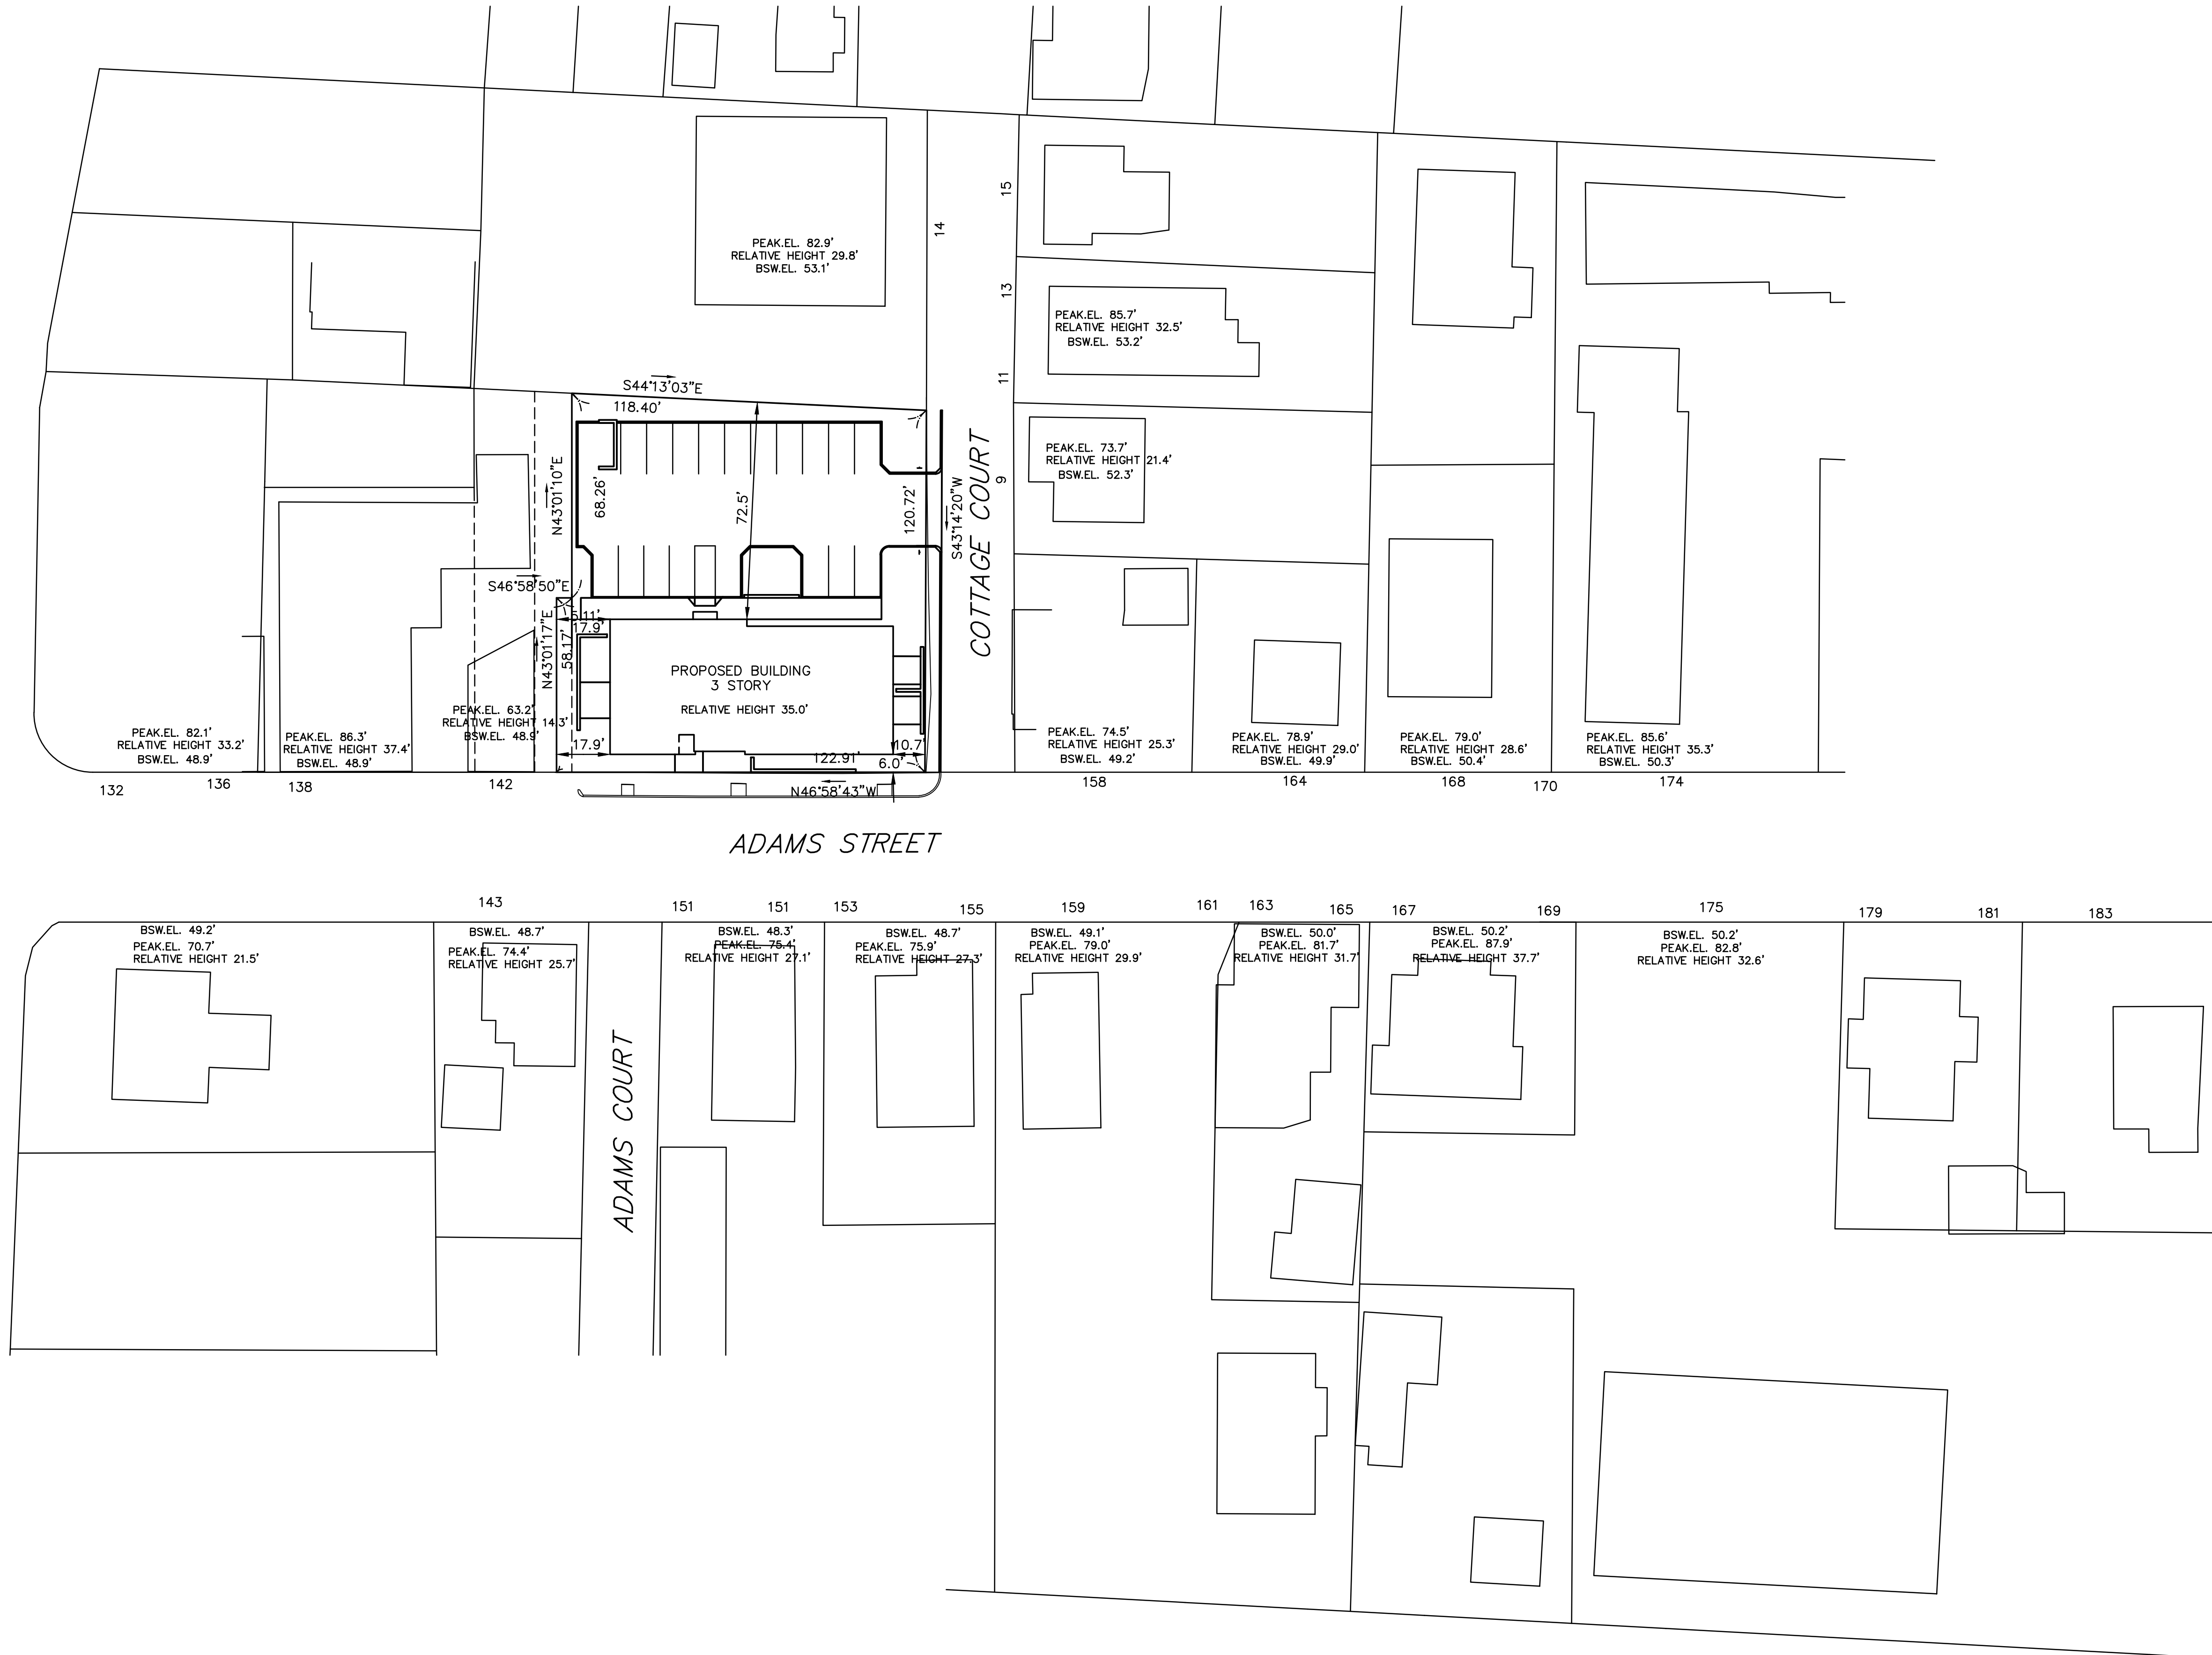 PEAK.EL. 82.9'
RELATIVE HEIGHT 29.8'
BSW.EL. 53.1'
14
15
13
11
9
PEAK.EL. 85.7'
RELATIVE HEIGHT 32.5'
BSW.EL. 53.2'
PEAK.EL. 73.7'
RELATIVE HEIGHT 21.4'
BSW.EL. 52.3'
S44°13'03"E
118.40'
N43°01'10"E
68.26'
72.5'
120.72'
S43°14'20"W
COTTAGE COURT
S46°58'50"E
5.11'
17.9'
N43°01'17"E
58.17'
PROPOSED BUILDING
3 STORY
RELATIVE HEIGHT 35.0'
17.9'
122.91'
10.7'
6.0'
N46°58'43"W
PEAK.EL. 82.1'
RELATIVE HEIGHT 33.2'
BSW.EL. 48.9'
PEAK.EL. 86.3'
RELATIVE HEIGHT 37.4'
BSW.EL. 48.9'
PEAK.EL. 63.2'
RELATIVE HEIGHT 14.3'
BSW.EL. 48.9'
PEAK.EL. 74.5'
RELATIVE HEIGHT 25.3'
BSW.EL. 49.2'
PEAK.EL. 78.9'
RELATIVE HEIGHT 29.0'
BSW.EL. 49.9'
PEAK.EL. 79.0'
RELATIVE HEIGHT 28.6'
BSW.EL. 50.4'
PEAK.EL. 85.6'
RELATIVE HEIGHT 35.3'
BSW.EL. 50.3'
132
136
138
142
158
164
168
170
174
ADAMS STREET
143
151
151
153
155
159
161
163
165
167
169
175
179
181
183
BSW.EL. 49.2'
PEAK.EL. 70.7'
RELATIVE HEIGHT 21.5'
BSW.EL. 48.7'
PEAK.EL. 74.4'
RELATIVE HEIGHT 25.7'
BSW.EL. 48.3'
PEAK.EL. 75.4'
RELATIVE HEIGHT 27.1'
BSW.EL. 48.7'
PEAK.EL. 75.9'
RELATIVE HEIGHT 27.3'
BSW.EL. 49.1'
PEAK.EL. 79.0'
RELATIVE HEIGHT 29.9'
BSW.EL. 50.0'
PEAK.EL. 81.7'
RELATIVE HEIGHT 31.7'
BSW.EL. 50.2'
PEAK.EL. 87.9'
RELATIVE HEIGHT 37.7'
BSW.EL. 50.2'
PEAK.EL. 82.8'
RELATIVE HEIGHT 32.6'
ADAMS COURT